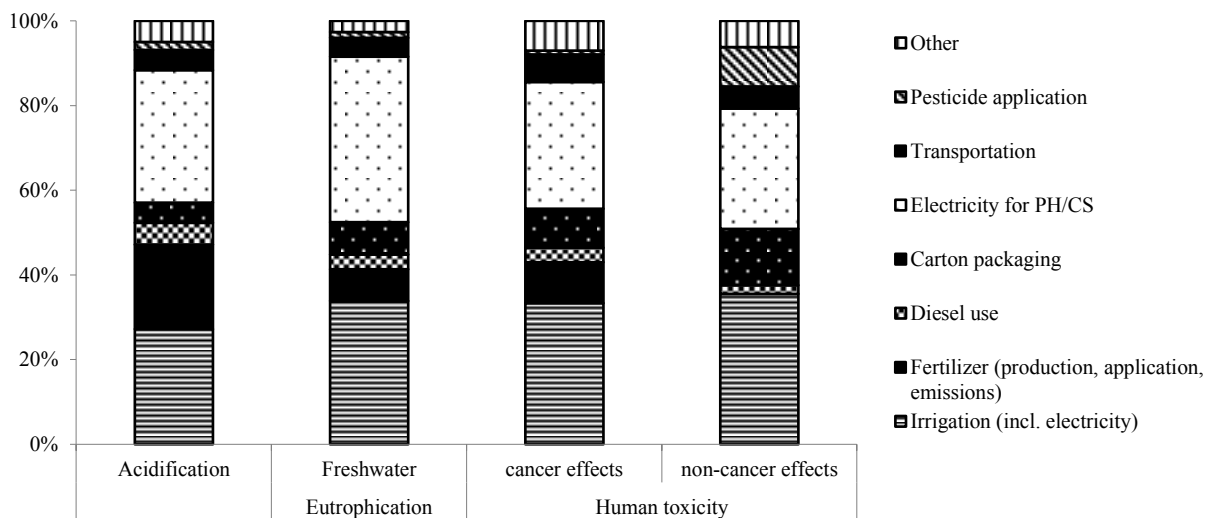 100%
80%
60%
40%
20%
0%
Acidification
Freshwater
cancer effects
non-cancer effects
Eutrophication
Human toxicity
Other
Pesticide application
Transportation
Electricity for PH/CS
Carton packaging
Diesel use
Fertilizer (production, application,
emissions)
Irrigation (incl. electricity)